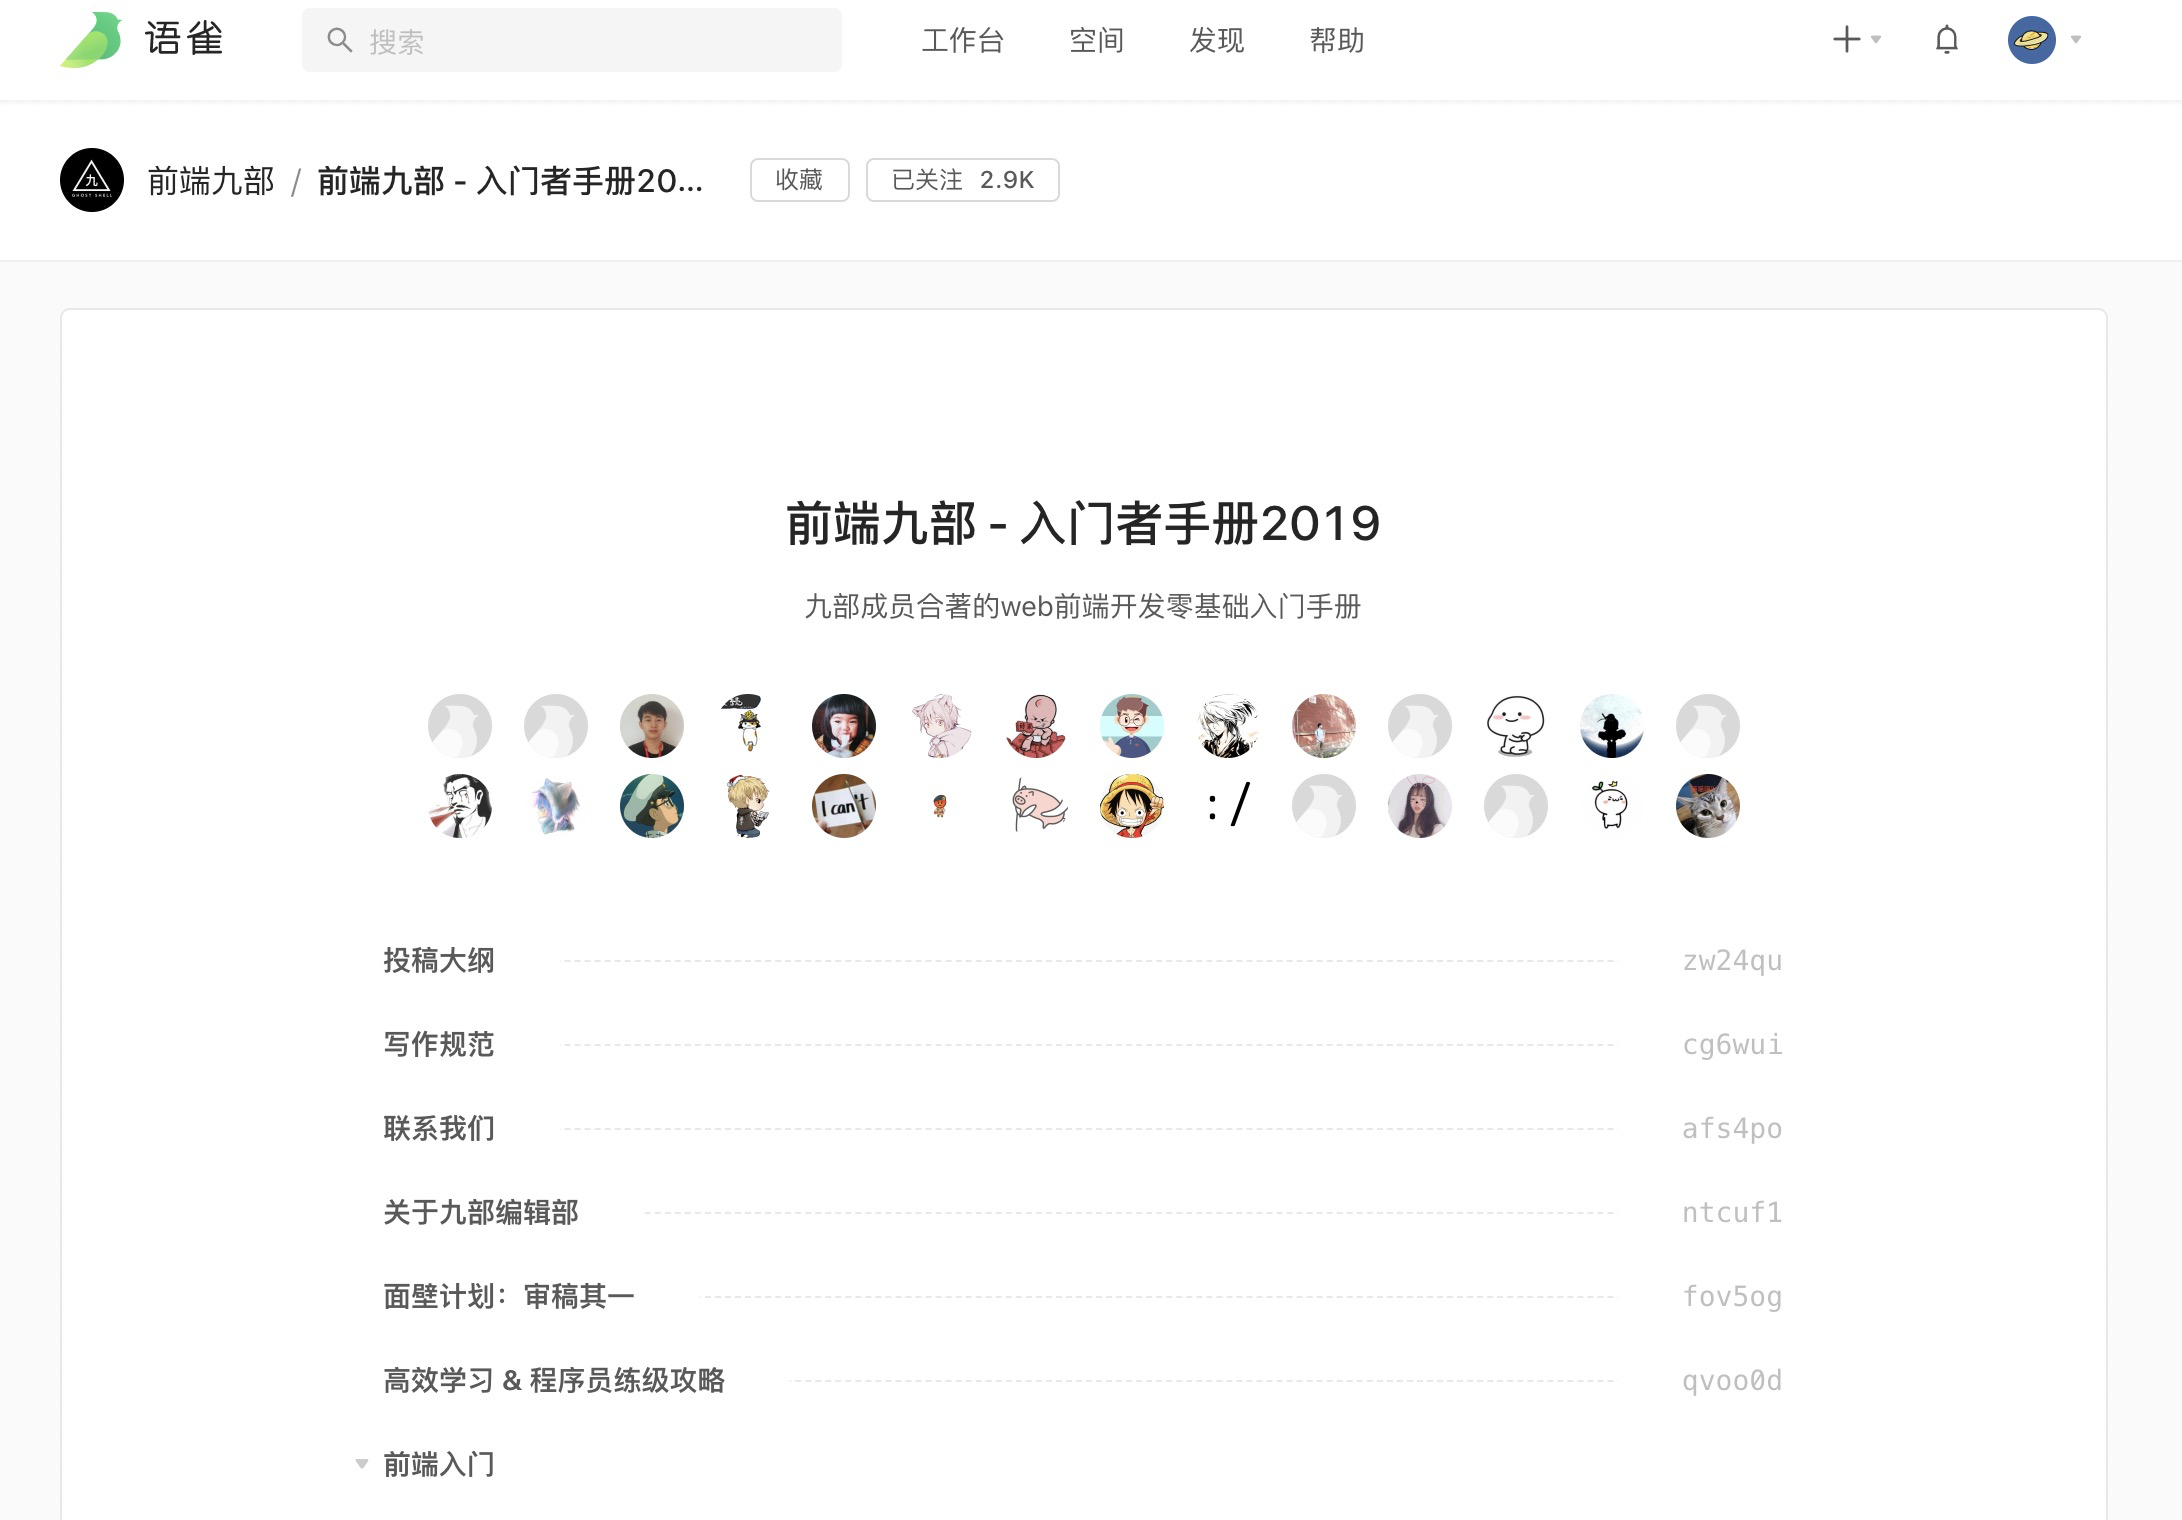 语雀
搜索
工作台
空间
发现
帮助
九
GHOST SHELL
前端九部 / 前端九部 - 入门者手册20...
收藏
已关注 2.9K
前端九部 - 入门者手册2019
九部成员合著的web前端开发零基础入门手册
I can't
:/
投稿大纲 zw24qu
写作规范 cg6wui
联系我们 afs4po
关于九部编辑部 ntcuf1
面壁计划：审稿其一 fov5og
高效学习 & 程序员练级攻略 qvoo0d
前端入门